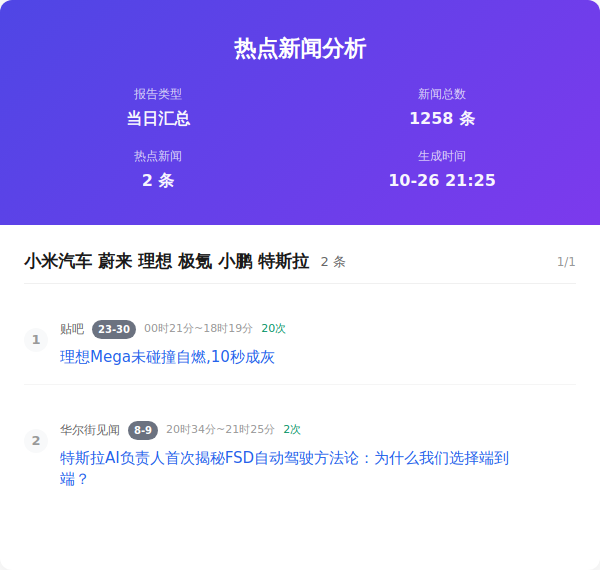 热点新闻分析
报告类型
新闻总数
当日汇总
1258 条
热点新闻
生成时间
2 条
10-26 21:25
小米汽车 蔚来 理想 极氪 小鹏 特斯拉 2 条 1/1
1 贴吧 23-30 00时21分~18时19分 20次
理想Mega未碰撞自燃,10秒成灰
2 华尔街见闻 8-9 20时34分~21时25分 2次
特斯拉AI负责人首次揭秘FSD自动驾驶方法论：为什么我们选择端到
端？